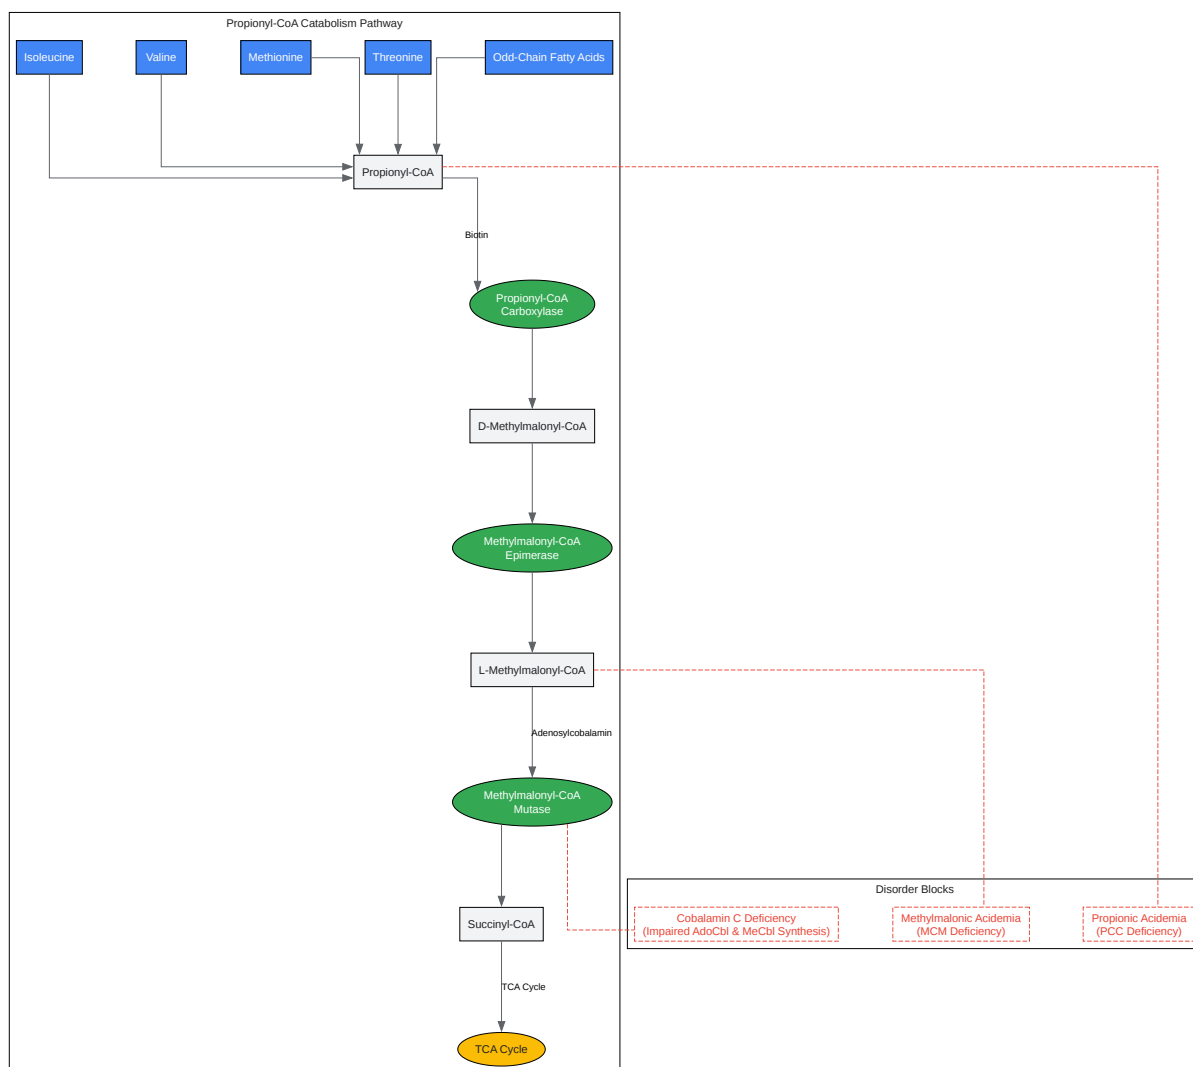 Propionyl-CoA Catabolism Pathway
Isoleucine
Valine
Methionine
Threonine
Odd-Chain Fatty Acids
Propionyl-CoA
Biotin
Propionyl-CoA
Carboxylase
D-Methylmalonyl-CoA
Methylmalonyl-CoA
Epimerase
L-Methylmalonyl-CoA
Adenosylcobalamin
Methylmalonyl-CoA
Mutase
Succinyl-CoA
TCA Cycle
TCA Cycle
Disorder Blocks
Cobalamin C Deficiency
(Impaired AdoCbl & MeCbl Synthesis)
Methylmalonic Acidemia
(MCM Deficiency)
Propionic Acidemia
(PCC Deficiency)